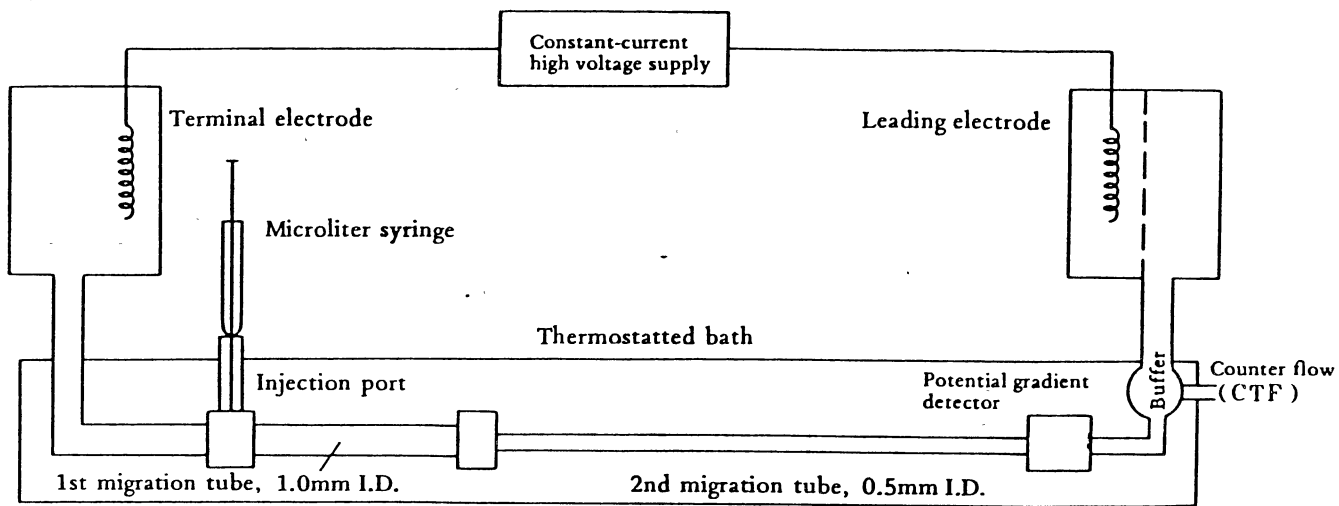 Constant-current
high voltage supply
Terminal electrode
Leading electrode
Microliter syringe
Thermostatted bath
Injection port
Potential gradient
detector
Buffer
Counter flow
(CTF)
1st migration tube, 1.0mm I.D.
2nd migration tube, 0.5mm I.D.